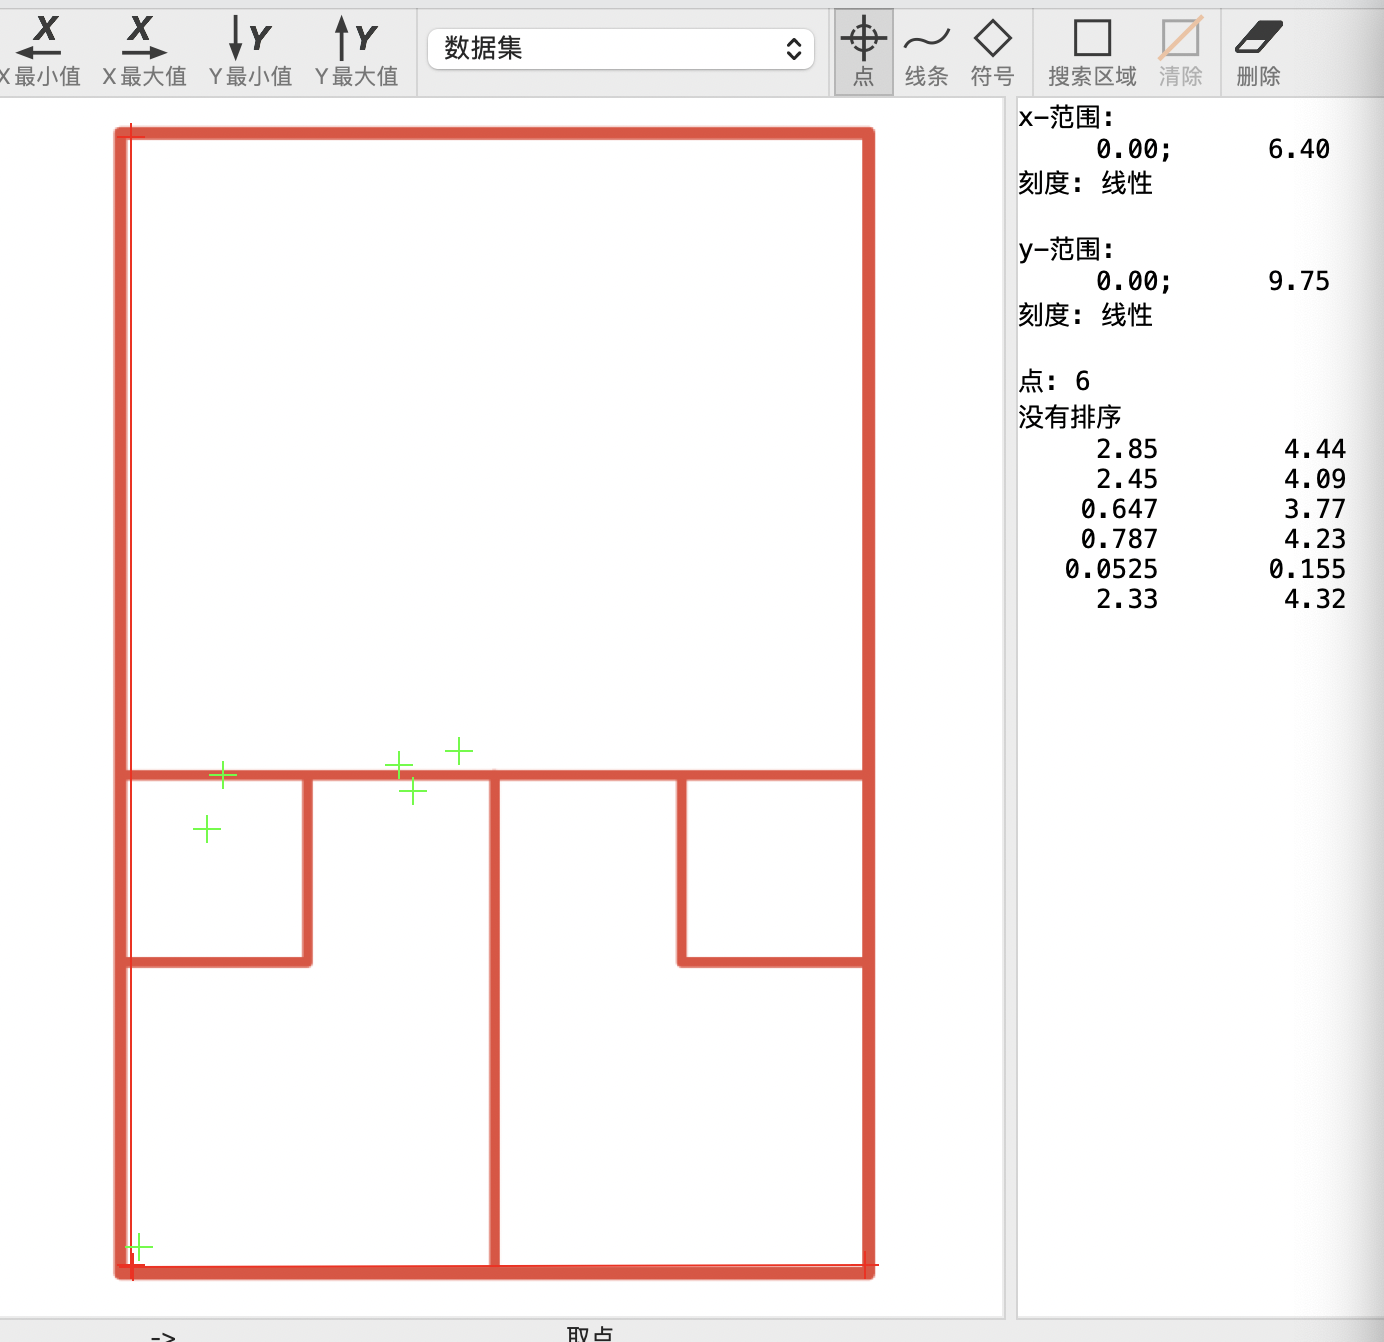 X X Y Y
X 最小值 X 最大值 Y 最小值 Y 最大值 数据集 点 线条 符号 搜索区域 清除 删除
x-范围:
0.00; 6.40
刻度: 线性
y-范围:
0.00; 9.75
刻度: 线性
点: 6
没有排序
2.85 4.44
2.45 4.09
0.647 3.77
0.787 4.23
0.0525 0.155
2.33 4.32
-> 取点